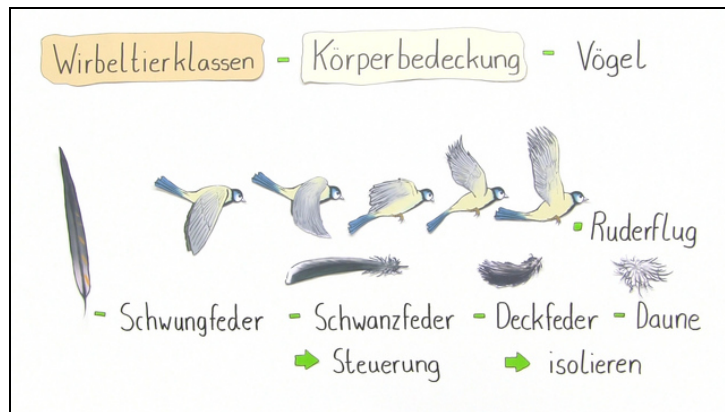 Wirbeltierklassen - Körperbedeckung - Vögel
- Ruderflug
- Schwungfeder - Schwanzfeder - Deckfeder - Daune
Steuerung isolieren